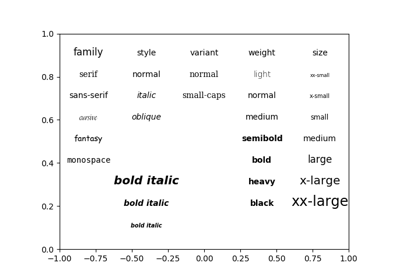 1.0
family style variant weight size
0.8
serif normal normal light xx-small
sans-serif italic small-caps normal x-small
0.6
cursive oblique medium small
fantasy semibold medium
0.4
monospace bold large
bold italic heavy x-large
0.2
bold italic black xx-large
bold italic
0.0
−1.00 −0.75 −0.50 −0.25 0.00 0.25 0.50 0.75 1.00